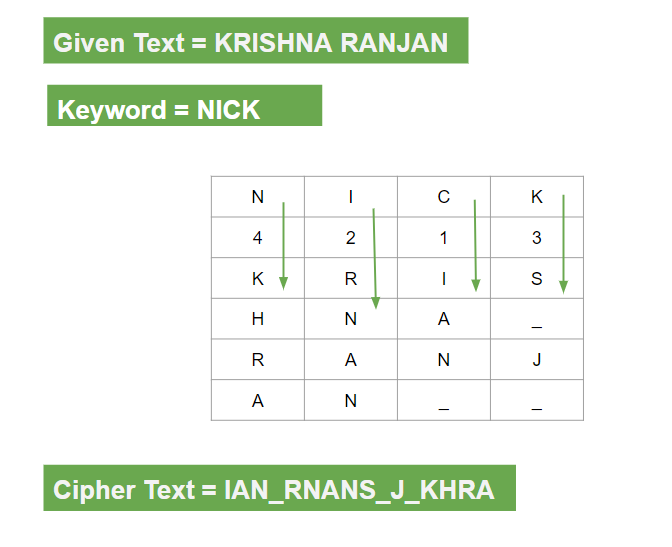 Given Text = KRISHNA RANJAN
Keyword = NICK
N I C K
4 2 1 3
K R I S
H N A _
R A N J
A N _ _
Cipher Text = IAN_RNANS_J_KHRA